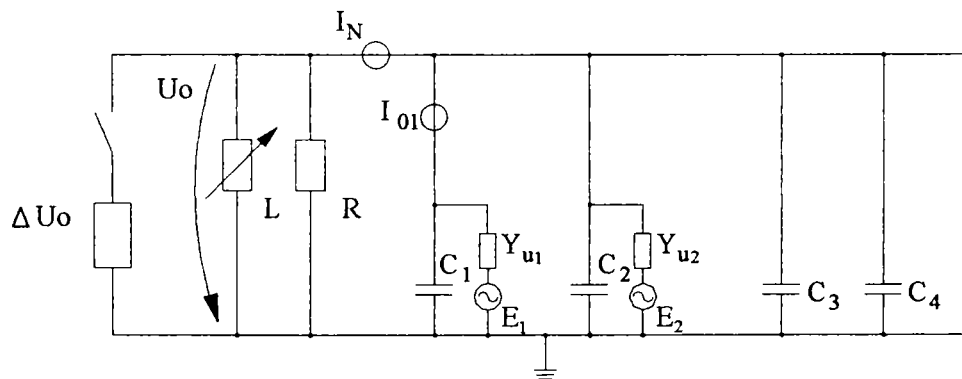 I_N
Uo
I_01
ΔUo
L
R
C_1
Y_u1
E_1
C_2
Y_u2
E_2
C_3
C_4